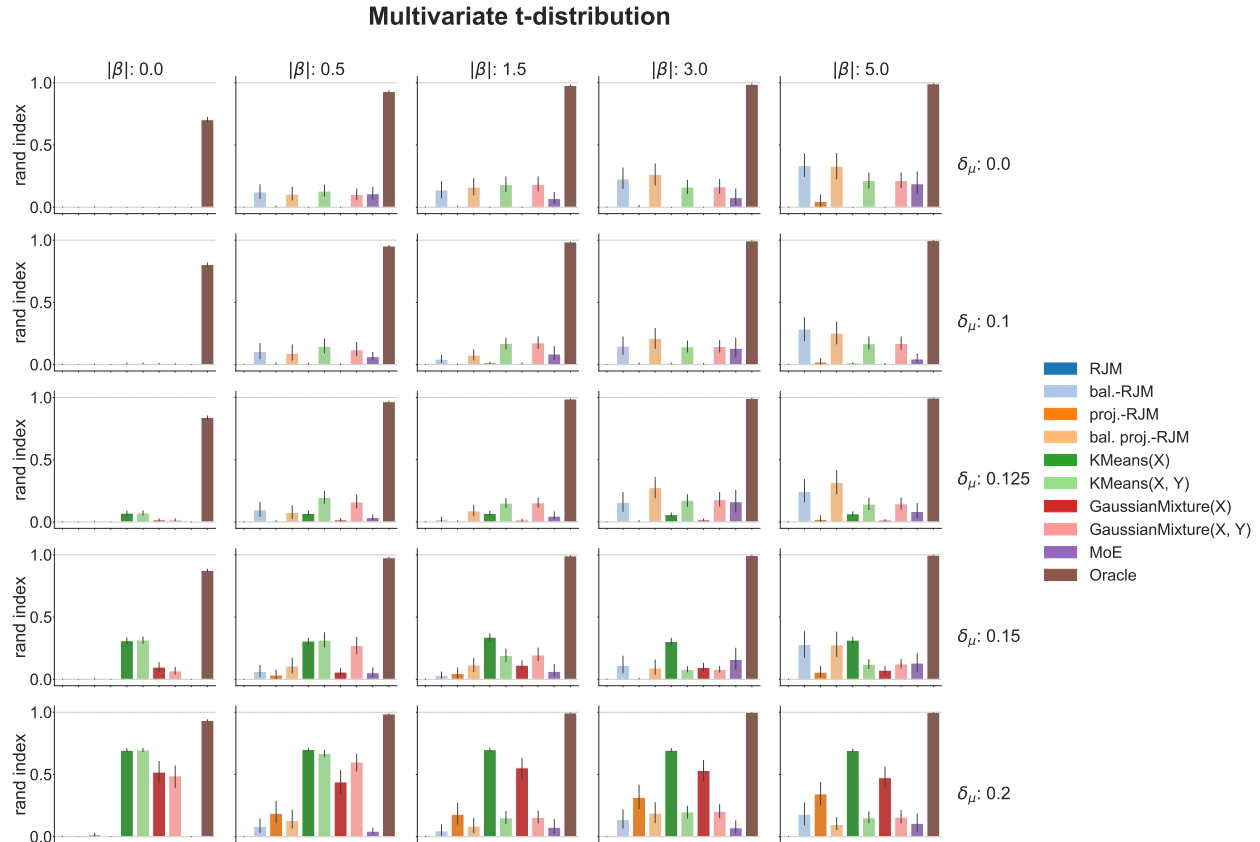 Multivariate t-distribution
|β|: 0.0
|β|: 0.5
|β|: 1.5
|β|: 3.0
|β|: 5.0
1.0
0.5
0.0
rand index
δμ: 0.0
1.0
0.5
0.0
rand index
δμ: 0.1
1.0
0.5
0.0
rand index
δμ: 0.125
1.0
0.5
0.0
rand index
δμ: 0.15
1.0
0.5
0.0
rand index
δμ: 0.2
RJM
bal.-RJM
proj.-RJM
bal. proj.-RJM
KMeans(X)
KMeans(X, Y)
GaussianMixture(X)
GaussianMixture(X, Y)
MoE
Oracle